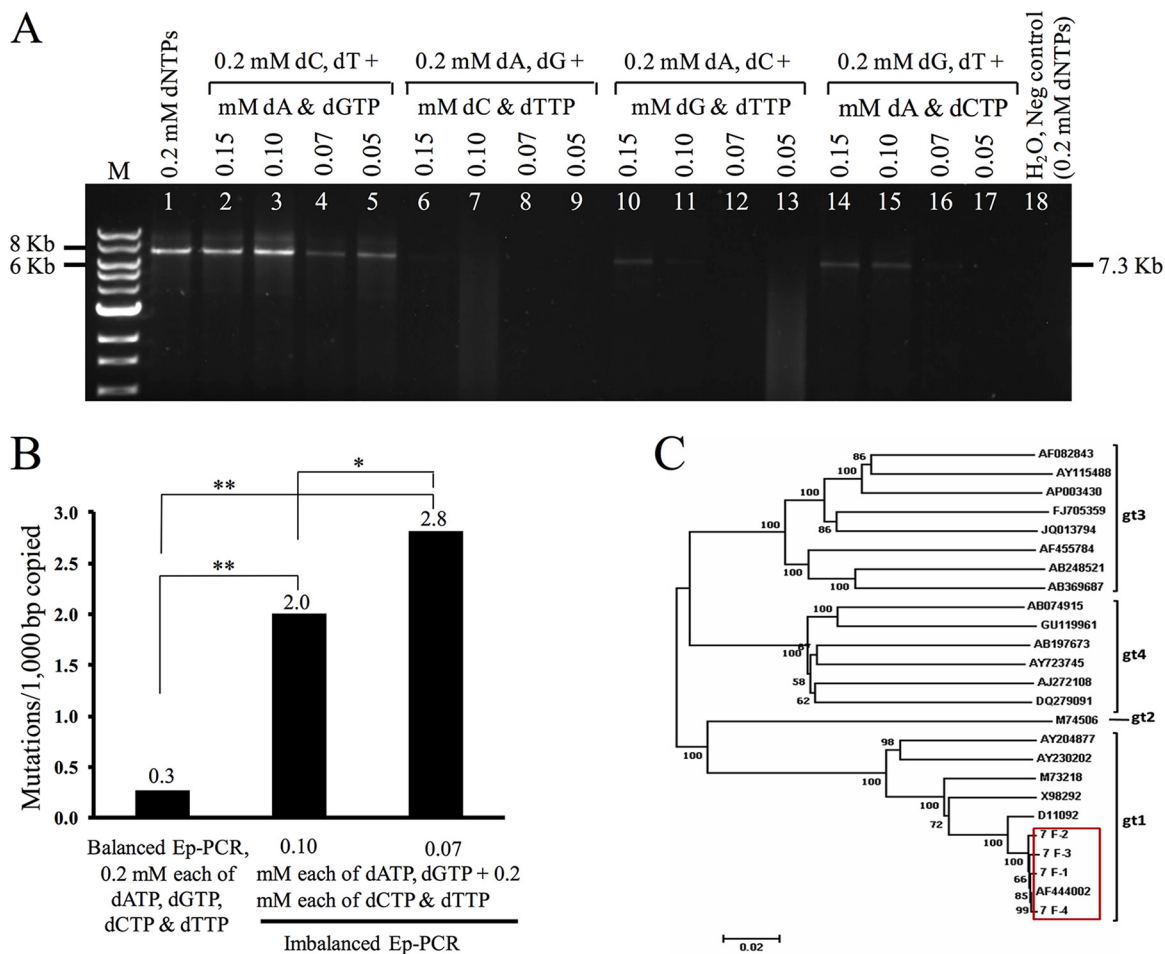 A
0.2 mM dNTPs
0.2 mM dC, dT +
mM dA & dGTP
0.15
0.10
0.07
0.05
0.2 mM dA, dG +
mM dC & dTTP
0.15
0.10
0.07
0.05
0.2 mM dA, dC +
mM dG & dTTP
0.15
0.10
0.07
0.05
0.2 mM dG, dT +
mM dA & dCTP
0.15
0.10
0.07
0.05
H2O, Neg control
(0.2 mM dNTPs)
M
1 2 3 4 5 6 7 8 9 10 11 12 13 14 15 16 17 18
8 Kb
6 Kb
7.3 Kb
B
Mutations/1,000 bp copied
3.0
2.5
2.0
1.5
1.0
0.5
0.0
*
**
**
0.3
2.0
2.8
Balanced Ep-PCR,
0.2 mM each of
dATP, dGTP,
dCTP & dTTP
0.10 0.07
mM each of dATP, dGTP + 0.2
mM each of dCTP & dTTP
Imbalanced Ep-PCR
C
AF082843
AY115488
AP003430
FJ705359
JQ013794
AF455784
AB248521
AB369687
AB074915
GU119961
AB197673
AY723745
AJ272108
DQ279091
M74506
AY204877
AY230202
M73218
X98292
D11092
7 F-2
7 F-3
7 F-1
AF444002
7 F-4
gt3
gt4
gt2
gt1
86
100
100
86
100
100
100
100
67
58
62
100
98
100
100
72
100
100
66
85
99
0.02